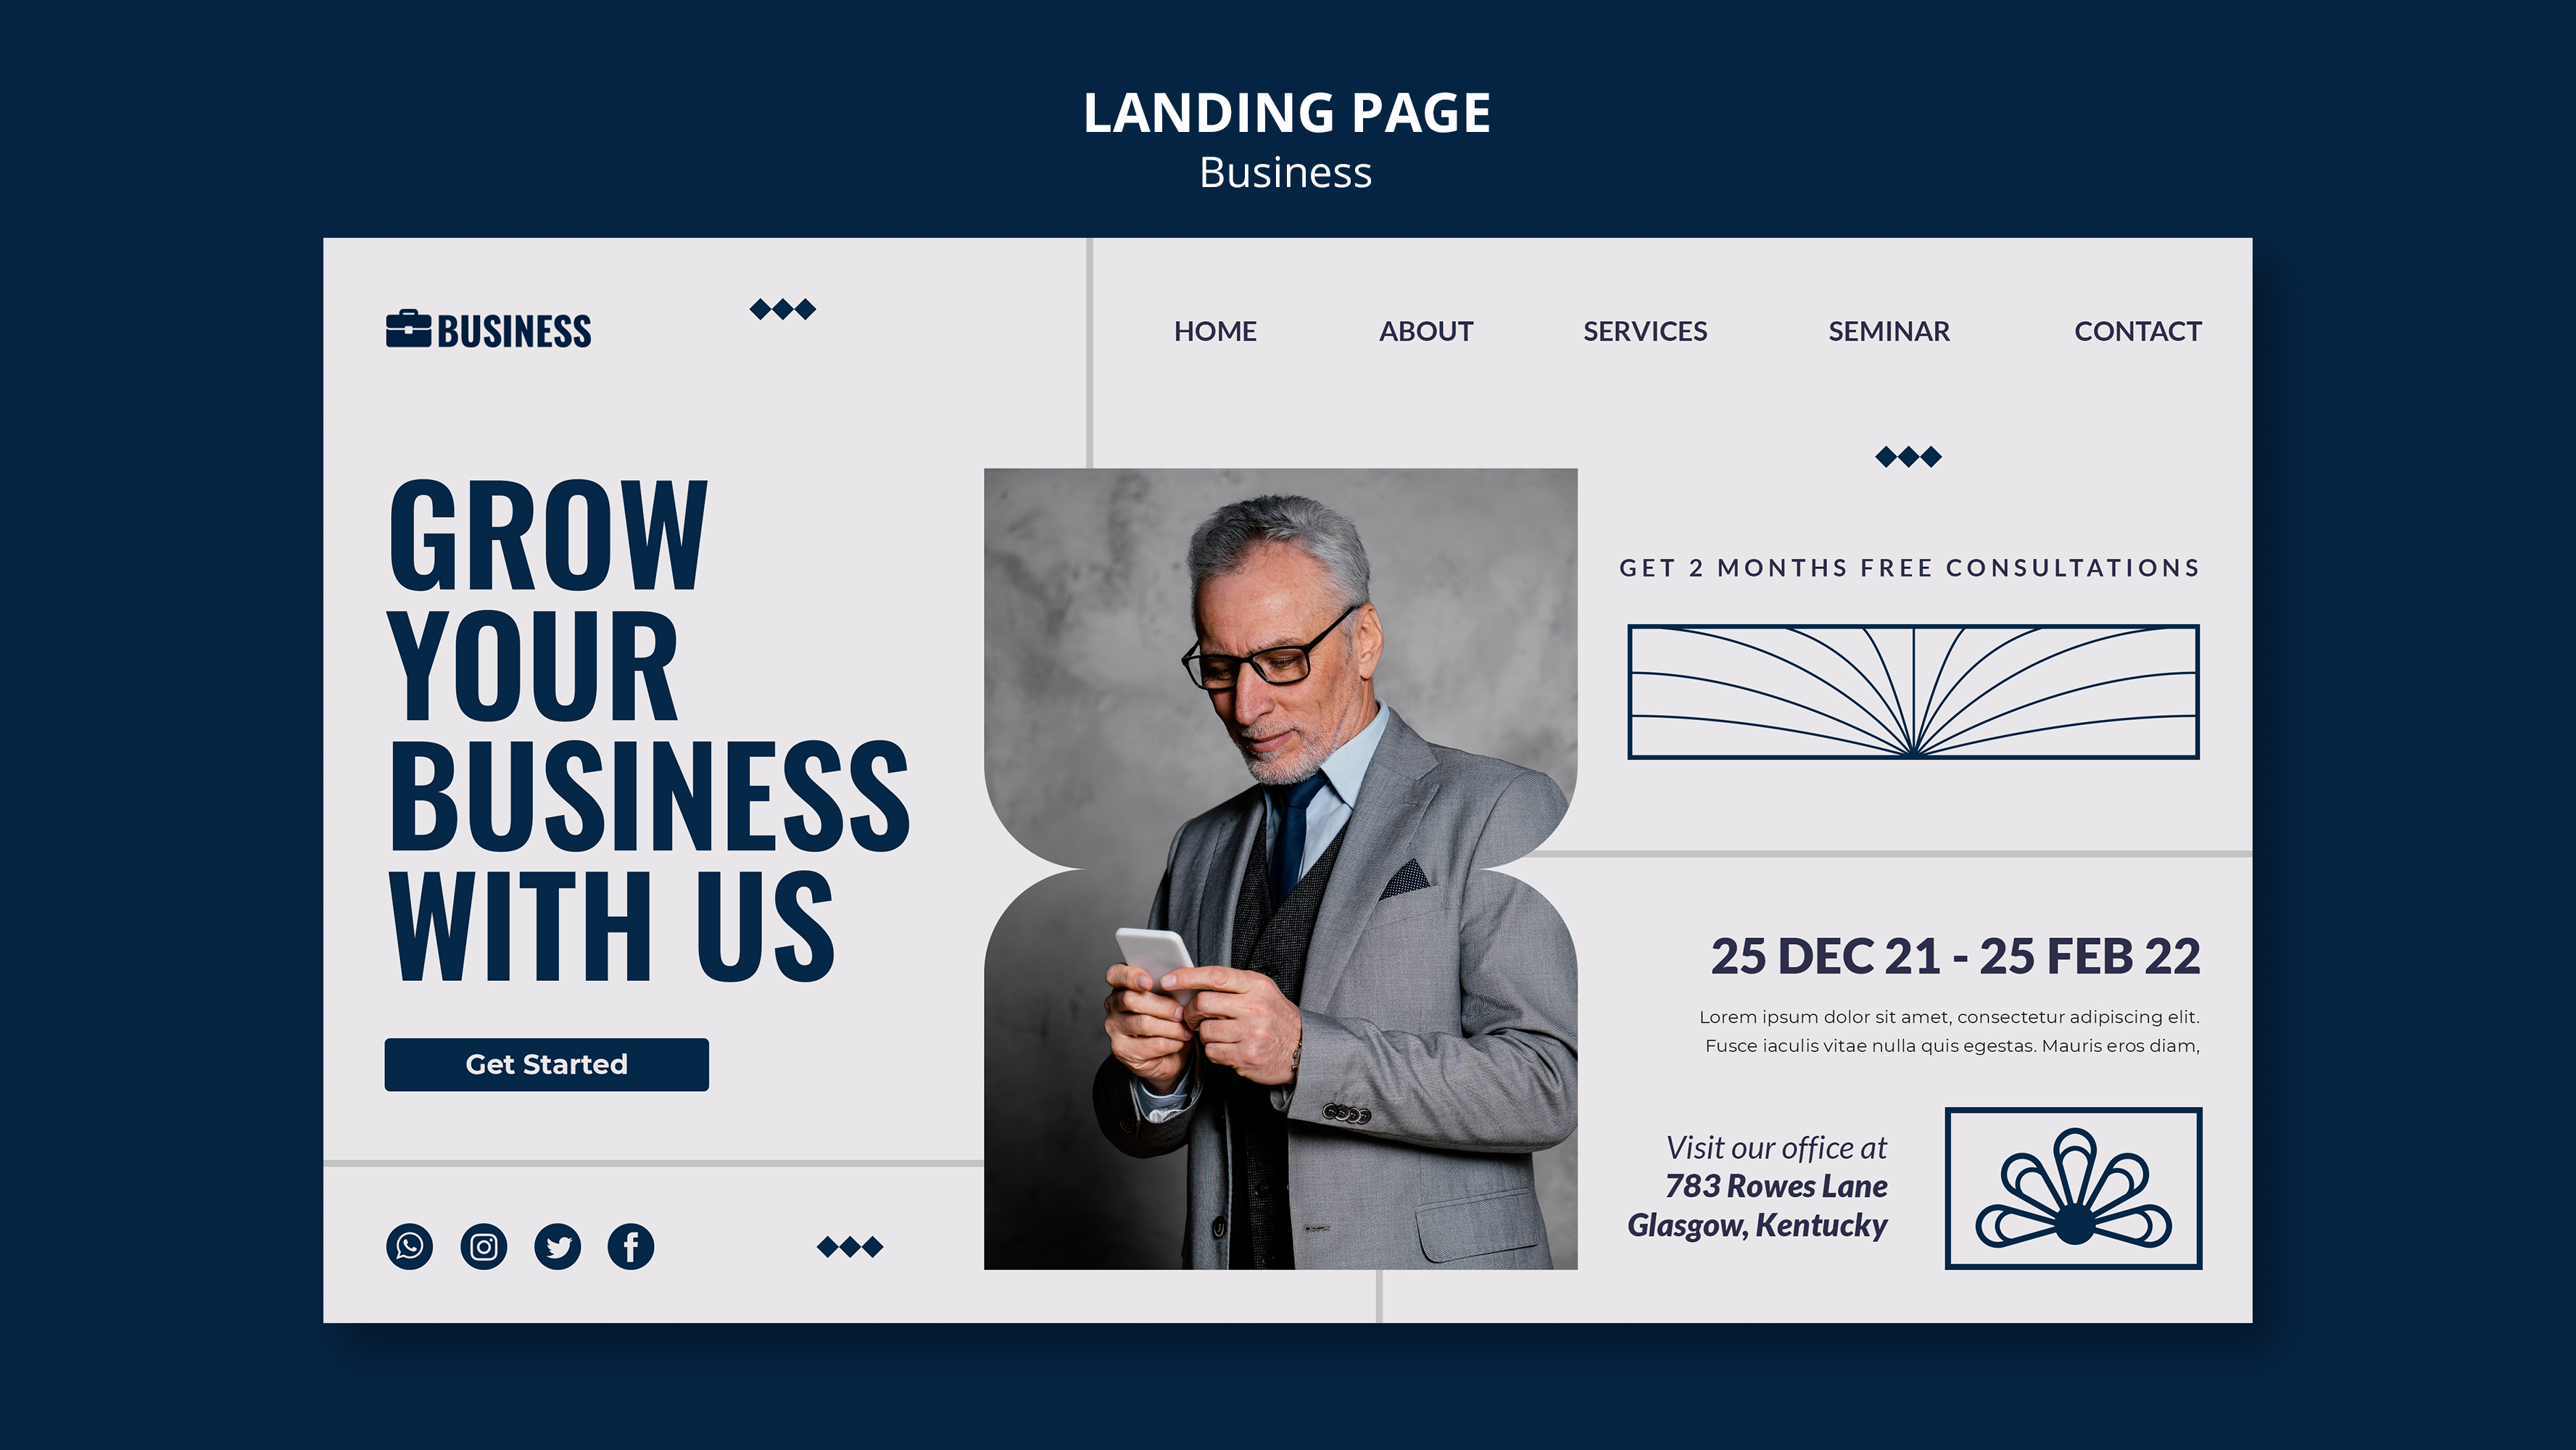 LANDING PAGE
Business
BUSINESS
HOME ABOUT SERVICES SEMINAR CONTACT
GROW
YOUR
BUSINESS
WITH US
Get Started
GET 2 MONTHS FREE CONSULTATIONS
25 DEC 21 - 25 FEB 22
Lorem ipsum dolor sit amet, consectetur adipiscing elit.
Fusce iaculis vitae nulla quis egestas. Mauris eros diam,
Visit our office at
783 Rowes Lane
Glasgow, Kentucky